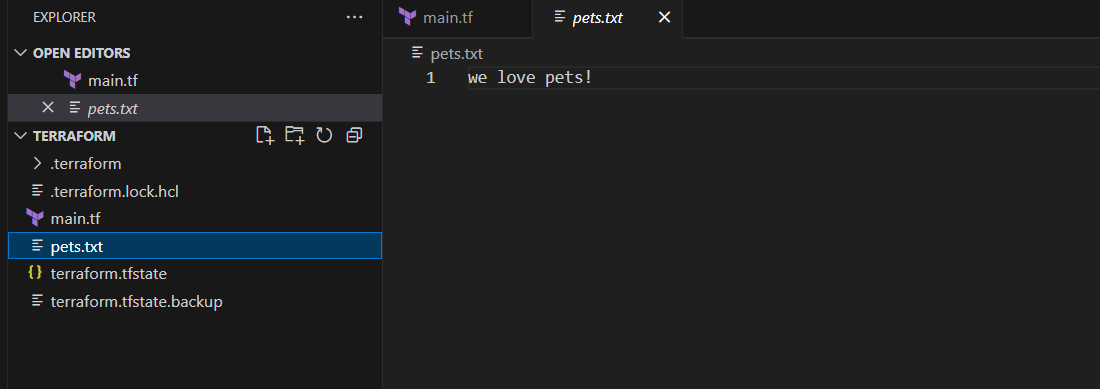 EXPLORER ...
OPEN EDITORS
main.tf
pets.txt
TERRAFORM
.terraform
.terraform.lock.hcl
main.tf
pets.txt
terraform.tfstate
terraform.tfstate.backup
main.tf pets.txt
pets.txt
1 we love pets!